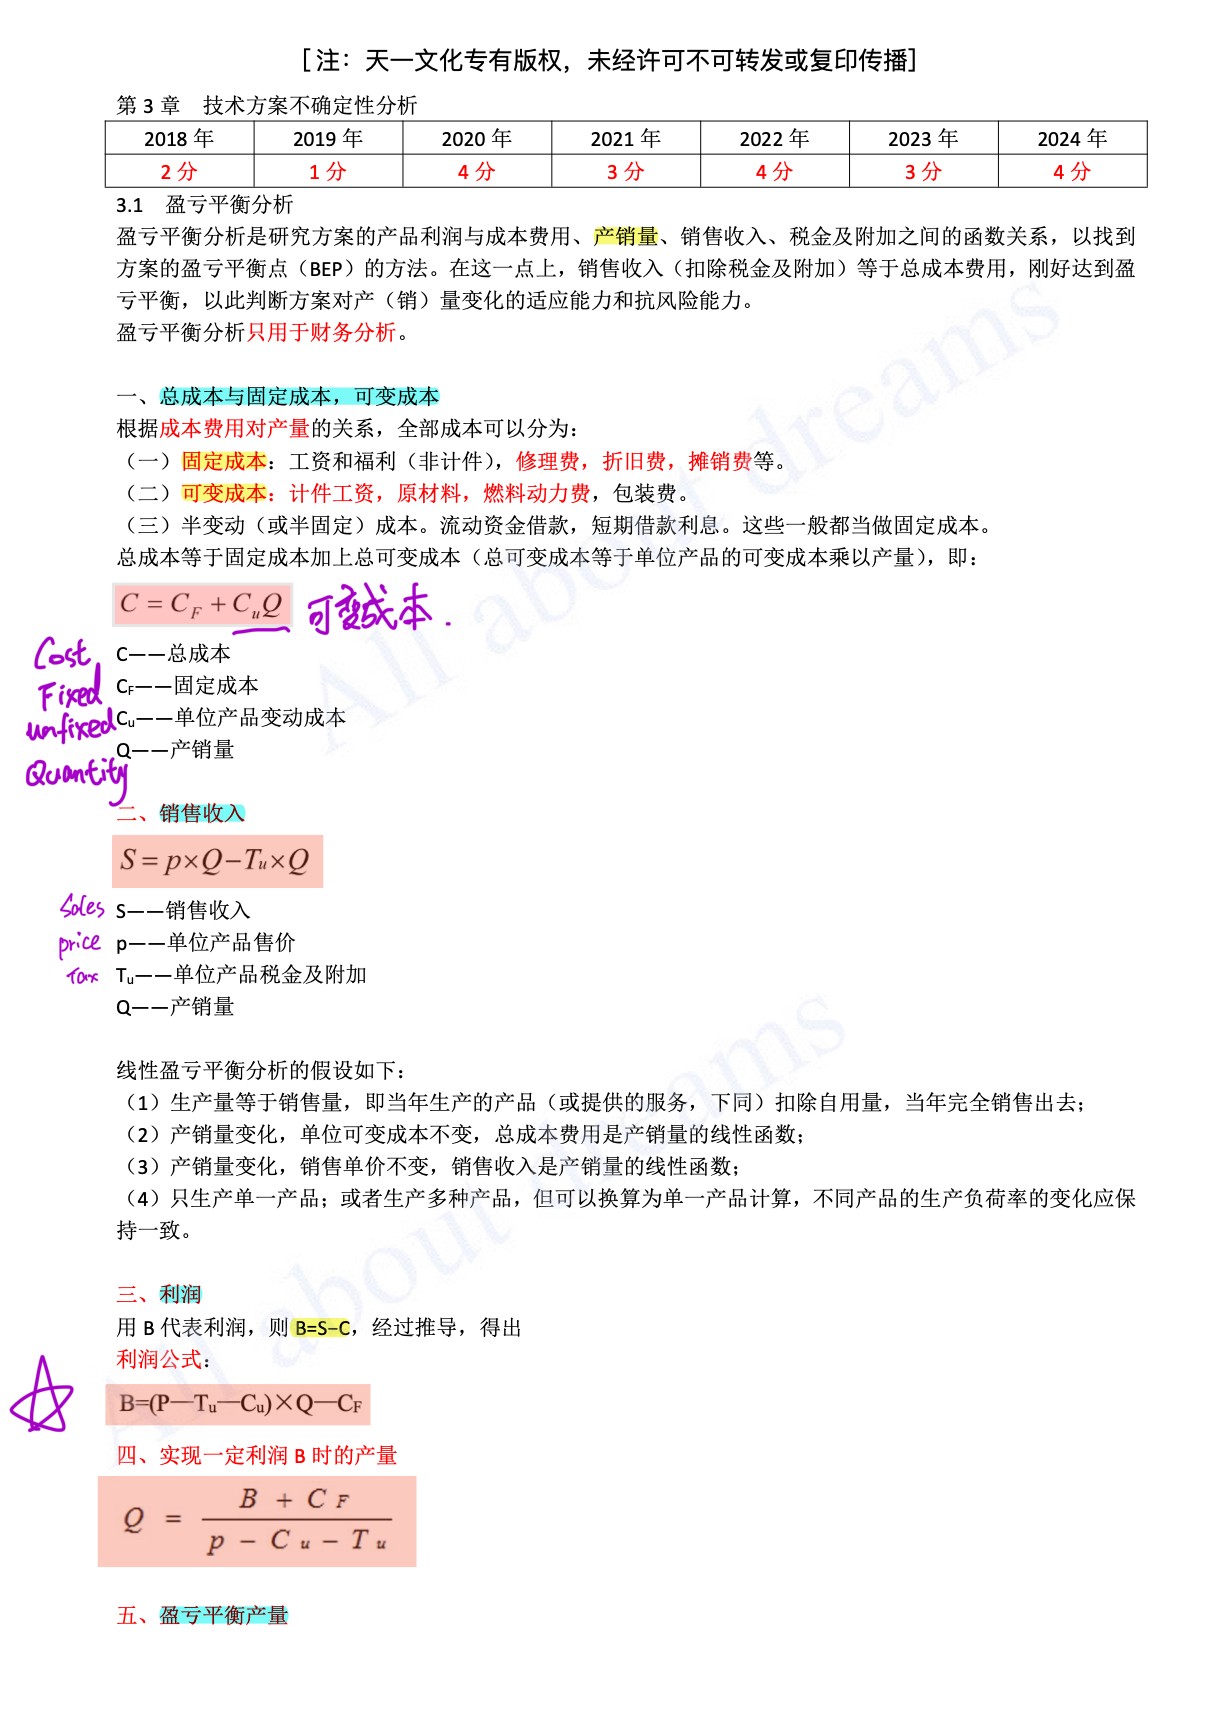 [ 注：天一文化专有版权，未经许可不可转发或复印传播]
第 3 章　技术方案不确定性分析
2018 年 2019 年 2020 年 2021 年 2022 年 2023 年 2024 年
2 分 1 分 4 分 3 分 4 分 3 分 4 分
3.1　盈亏平衡分析
盈亏平衡分析是研究方案的产品利润与成本费用、产销量、销售收入、税金及附加之间的函数关系，以找到
方案的盈亏平衡点（BEP）的方法。在这一点上，销售收入（扣除税金及附加）等于总成本费用，刚好达到盈
亏平衡，以此判断方案对产（销）量变化的适应能力和抗风险能力。
盈亏平衡分析只用于财务分析。
一、总成本与固定成本，可变成本
根据成本费用对产量的关系，全部成本可以分为：
（一）固定成本：工资和福利（非计件），修理费，折旧费，摊销费等。
（二）可变成本：计件工资，原材料，燃料动力费，包装费。
（三）半变动（或半固定）成本。流动资金借款，短期借款利息。这些一般都当做固定成本。
总成本等于固定成本加上总可变成本（总可变成本等于单位产品的可变成本乘以产量），即：
C = C_F + C_uQ 可变成本.
Cost C——总成本
Fixed C_F——固定成本
unfixed C_u——单位产品变动成本
Q——产销量
Quantity
二、销售收入
S = p×Q−Tu×Q
Sales S——销售收入
price p——单位产品售价
Tax T_u——单位产品税金及附加
Q——产销量
线性盈亏平衡分析的假设如下：
（1）生产量等于销售量，即当年生产的产品（或提供的服务，下同）扣除自用量，当年完全销售出去；
（2）产销量变化，单位可变成本不变，总成本费用是产销量的线性函数；
（3）产销量变化，销售单价不变，销售收入是产销量的线性函数；
（4）只生产单一产品；或者生产多种产品，但可以换算为单一产品计算，不同产品的生产负荷率的变化应保
持一致。
三、利润
用 B 代表利润，则 B=S−C，经过推导，得出
利润公式：
B=(P—T_u—C_u)×Q—C_F
四、实现一定利润 B 时的产量
Q = (B + C_F) / (p − C_u − T_u)
五、盈亏平衡产量
All about dreams
All about dreams